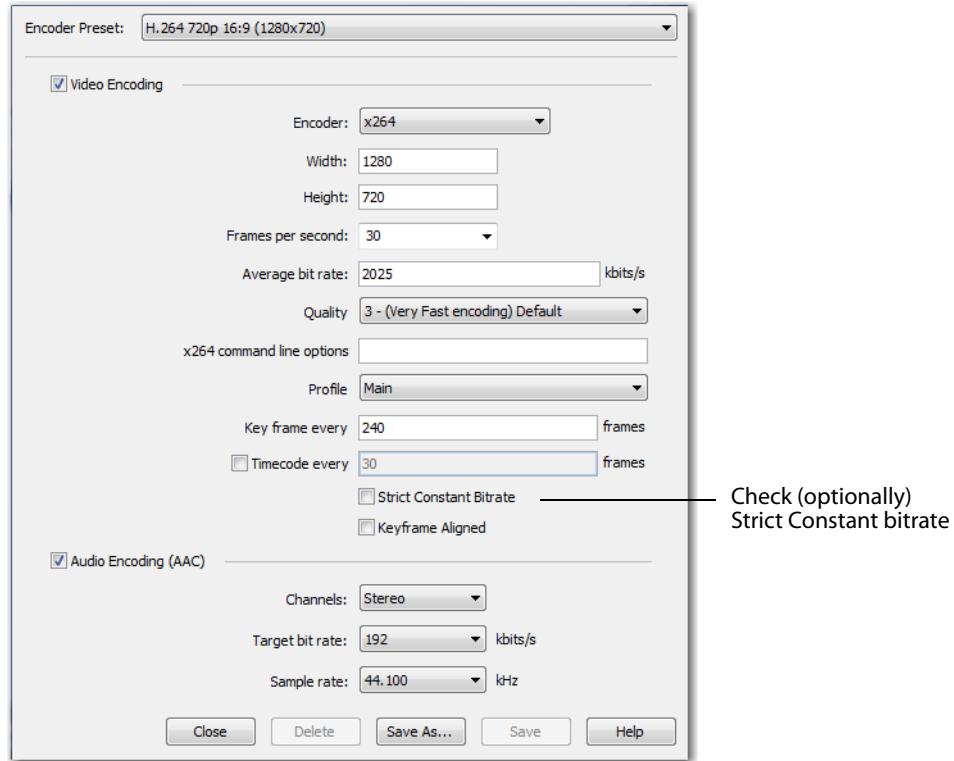 Encoder Preset: H.264 720p 16:9 (1280x720)
Video Encoding
Encoder: x264
Width: 1280
Height: 720
Frames per second: 30
Average bit rate: 2025 kbits/s
Quality 3 - (Very Fast encoding) Default
x264 command line options
Profile Main
Key frame every 240 frames
Timecode every 30 frames
Strict Constant Bitrate
Check (optionally)
Strict Constant bitrate
Keyframe Aligned
Audio Encoding (AAC)
Channels: Stereo
Target bit rate: 192 kbits/s
Sample rate: 44.100 kHz
Close Delete Save As... Save Help